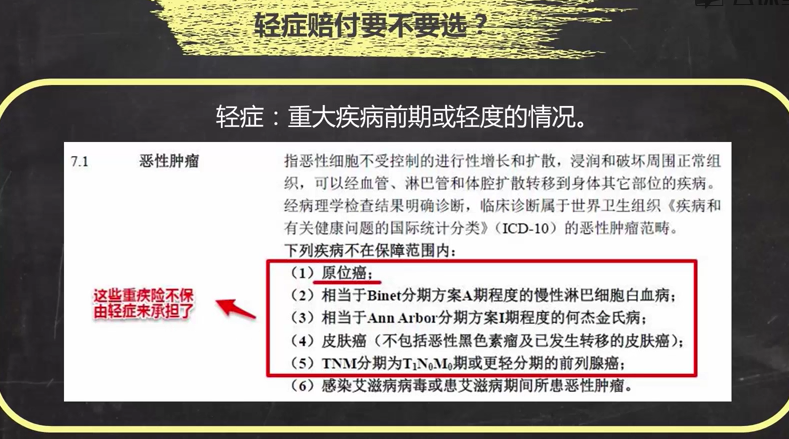 轻症赔付要不要选？
轻症：重大疾病前期或轻度的情况。
7.1 恶性肿瘤 指恶性细胞不受控制的进行性增长和扩散，浸润和破坏周围正常组
织，可以经血管、淋巴管和体腔扩散转移到身体其它部位的疾病。
经病理学检查结果明确诊断，临床诊断属于世界卫生组织《疾病和
有关健康问题的国际统计分类》（ICD-10）的恶性肿瘤范畴。
下列疾病不在保障范围内：
（1）原位癌；
（2）相当于Binet分期方案A期程度的慢性淋巴细胞白血病；
（3）相当于Ann Arbor分期方案I期程度的何杰金氏病；
（4）皮肤癌（不包括恶性黑色素瘤及已发生转移的皮肤癌）；
（5）TNM分期为T₁N₀M₀期或更轻分期的前列腺癌；
（6）感染艾滋病病毒或患艾滋病期间所患恶性肿瘤。
这些重疾险不保
由轻症来承担了